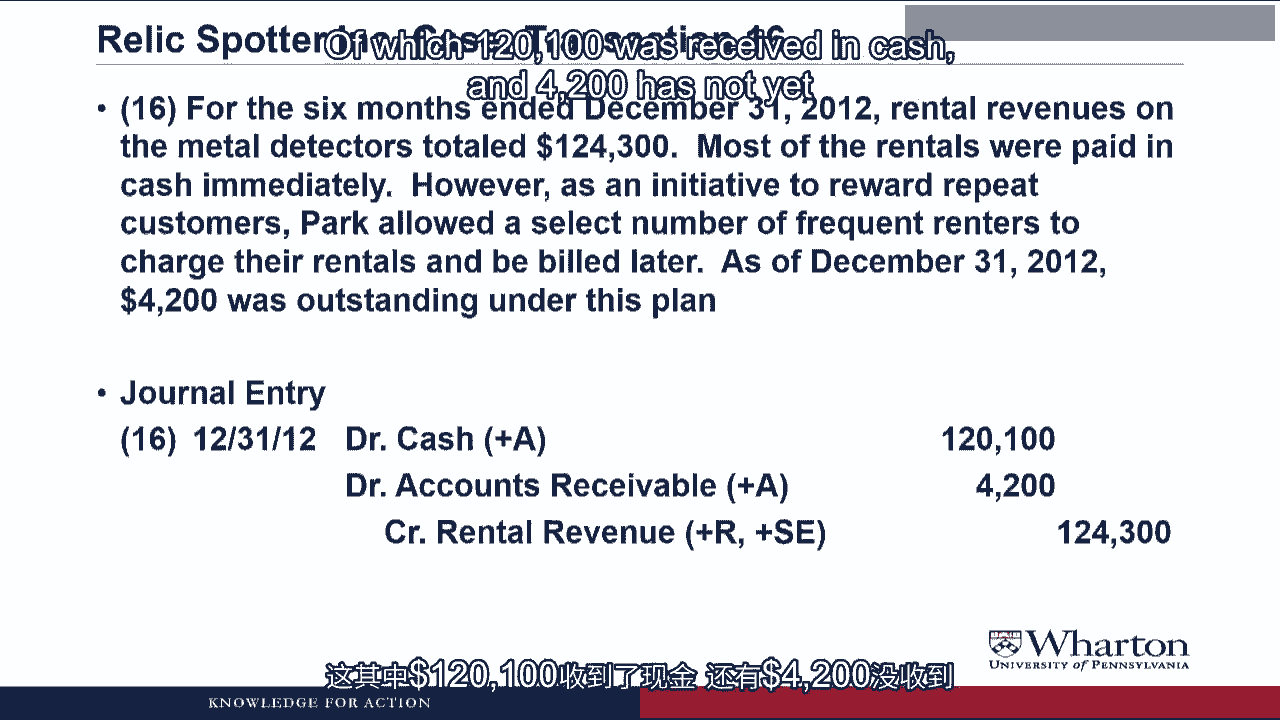 Relic Spotter Inc. Case: Transaction 16
Of which 120,100 was received in cash,
and 4,200 has not yet
• (16) For the six months ended December 31, 2012, rental revenues on
the metal detectors totaled $124,300. Most of the rentals were paid in
cash immediately. However, as an initiative to reward repeat
customers, Park allowed a select number of frequent renters to
charge their rentals and be billed later. As of December 31, 2012,
$4,200 was outstanding under this plan
• Journal Entry
(16) 12/31/12 Dr. Cash (+A) 120,100
Dr. Accounts Receivable (+A) 4,200
Cr. Rental Revenue (+R, +SE) 124,300
Wharton
UNIVERSITY of PENNSYLVANIA
这其中$120,100收到了现金 还有$4,200没收到
KNOWLEDGE FOR ACTION